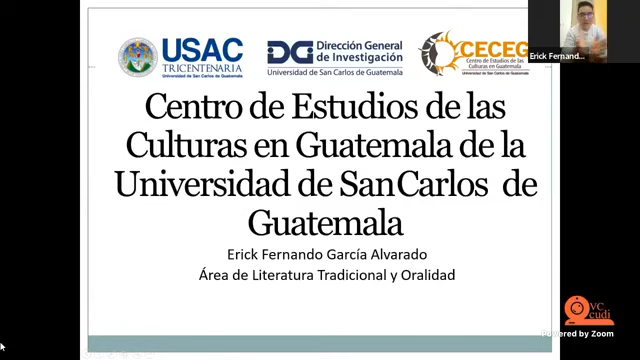 USAC
TRICENTENARIA
Universidad de San Carlos de Guatemala
DG
Dirección General
de Investigación
Universidad de San Carlos de Guatemala
CECEG
Centro de Estudios de las
Culturas en Guatemala
Universidad de San Carlos de Guatemala
Erick Fernand...
Centro de Estudios de las
Culturas en Guatemala de la
Universidad de San Carlos de
Guatemala
Erick Fernando García Alvarado
Área de Literatura Tradicional y Oralidad
VC
cudi
Powered by Zoom